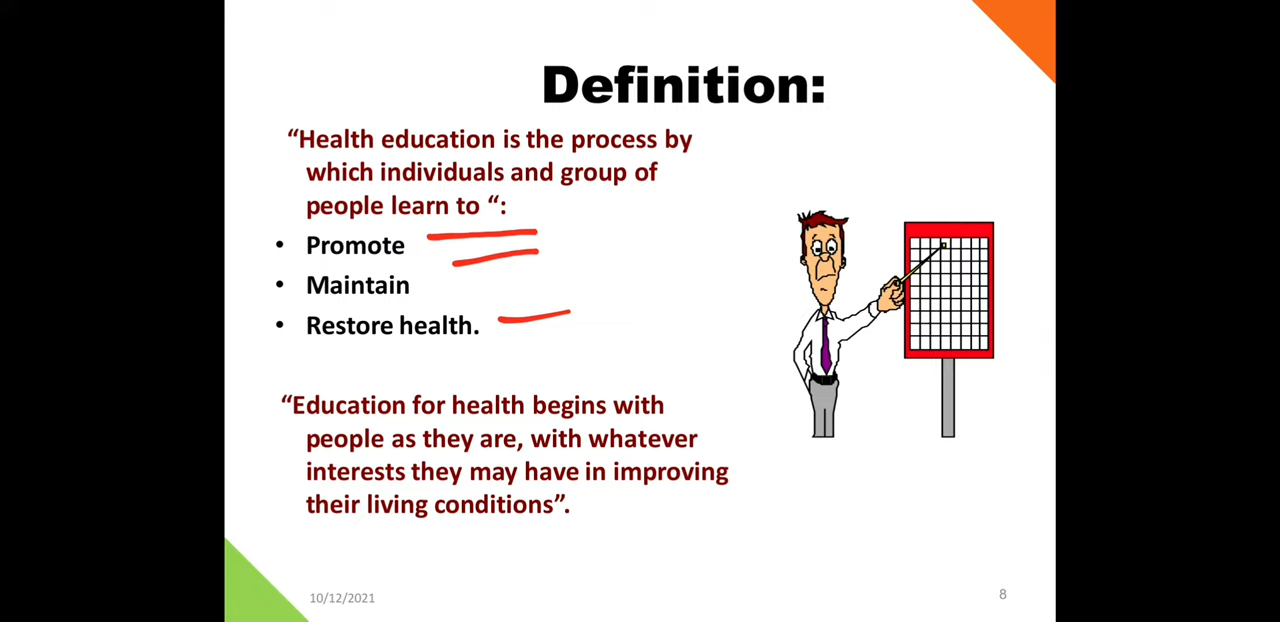 Definition:
“Health education is the process by
which individuals and group of
people learn to “:
• Promote
• Maintain
• Restore health.
“Education for health begins with
people as they are, with whatever
interests they may have in improving
their living conditions”.
10/12/2021
8